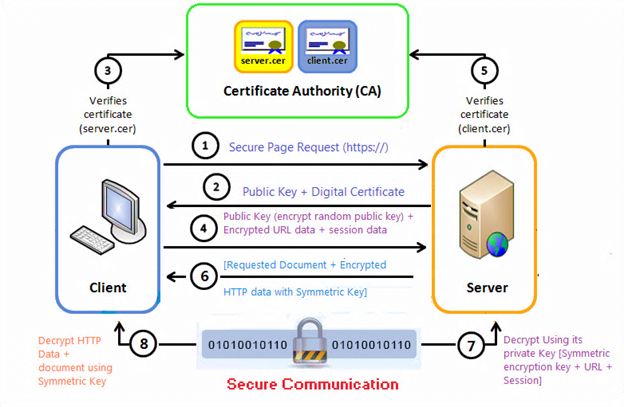 server.cer
client.cer
Certificate Authority (CA)
3
5
Verifies
certificate
(server.cer)
Verifies
certificate
(client.cer)
1
Secure Page Request (https://)
2
Public Key + Digital Certificate
4
Public Key (encrypt random public key) +
Encrypted URL data + session data
6
[Requested Document + Encrypted
HTTP data with Symmetric Key]
Client
Server
Decrypt HTTP
Data +
document using
Symmetric Key
8
01010010110
01010010110
7
Decrypt Using its
private Key [Symmetric
encryption key + URL +
Session]
Secure Communication